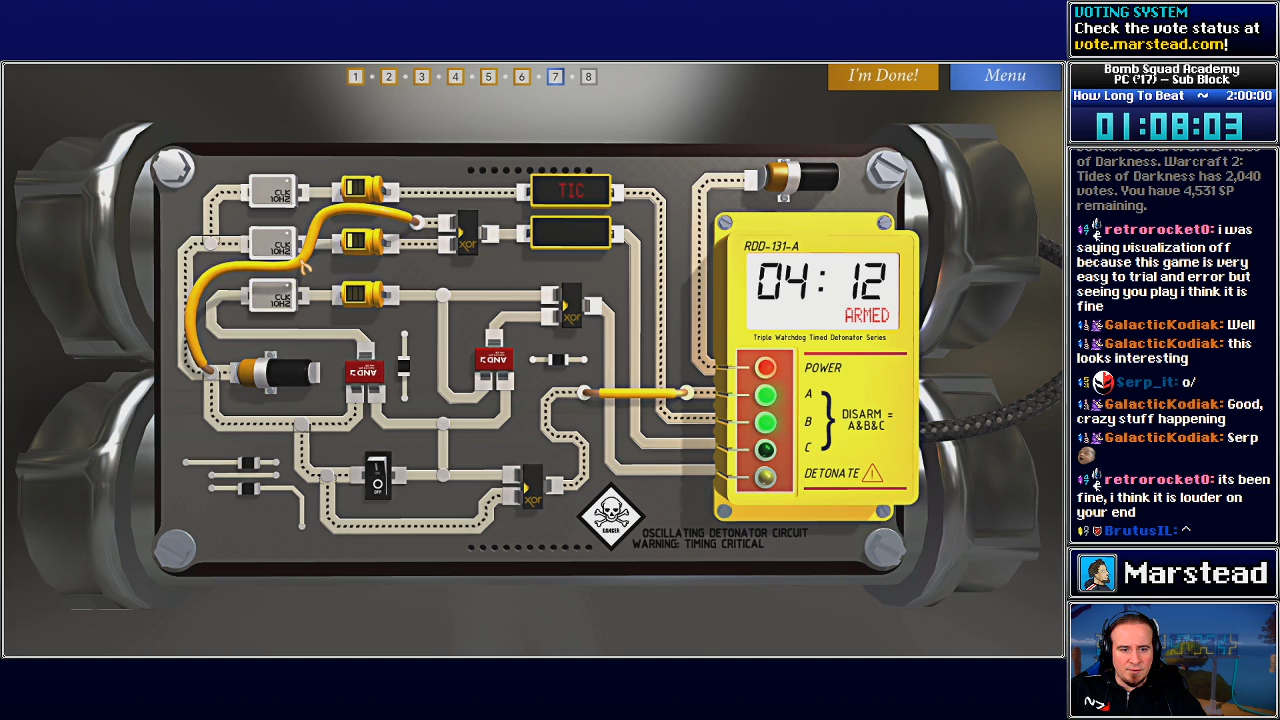 VOTING SYSTEM
Check the vote status at
vote.marstead.com!
1 2 3 4 5 6 7 8
I'm Done!
Menu
Bomb Squad Academy
PC ('17) – Sub Block
How Long To Beat ~ 2:00:00
01:08:03
of Darkness. Warcraft 2:
Tides of Darkness has 2,040
votes. You have 4,531 SP
remaining.
retrorocket0: i was
saying visualization off
because this game is very
easy to trial and error but
seeing you play i think it is
fine
GalacticKodiak: Well
GalacticKodiak: this
looks interesting
Serp_it: o/
GalacticKodiak: Good,
crazy stuff happening
GalacticKodiak: Serp
retrorocket0: its been
fine, i think it is louder on
your end
BrutusIL: ^
Marstead
CLK
10HZ
TIC
CLK
10HZ
xor
CLK
10HZ
xor
AND
AND
I
OFF
xor
RDD-131-A
04:12
ARMED
Triple Watchdog Timed Detonator Series
POWER
A
B
C
DISARM =
A&B&C
DETONATE
DANGER
OSCILLATING DETONATOR CIRCUIT
WARNING: TIMING CRITICAL